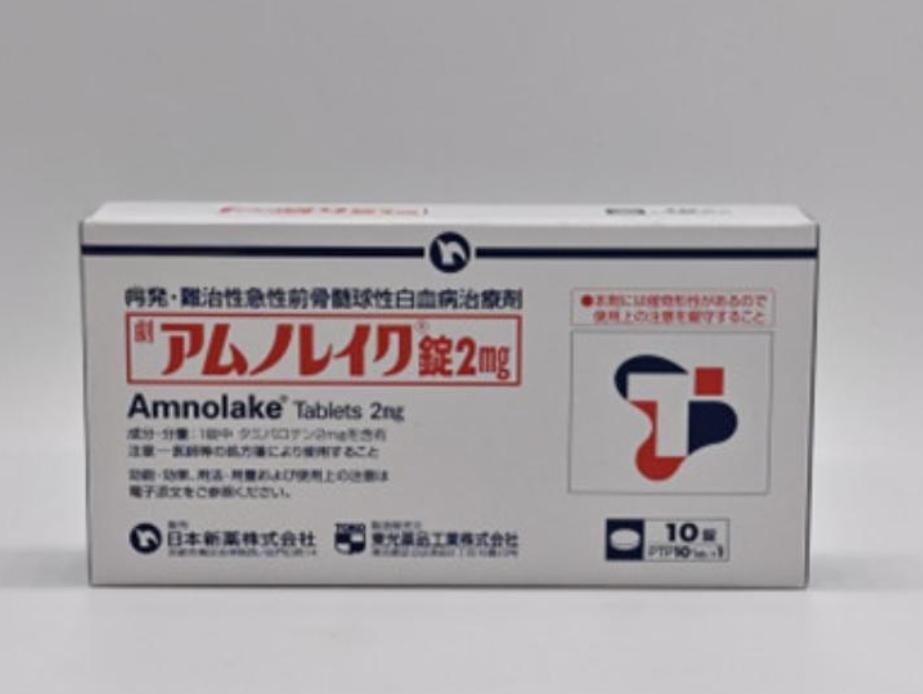 再発・難治性急性前骨髄球性白血病治療剤
劇 アムノレイク®錠2mg
Amnolake® Tablets 2mg
成分・分量：1錠中 タミバロテン2mgを含有
注意－医師等の処方箋により使用すること
効能・効果、用法・用量および使用上の注意は
電子添文をご参照ください。
日本新薬株式会社
TOKO
東光薬品工業株式会社
●本剤には催奇形性があるので
使用上の注意を厳守すること
10錠
PTP10